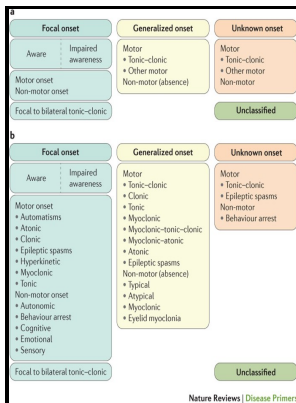 a
Focal onset
Aware
Impaired
awareness
Motor onset
Non-motor onset
Focal to bilateral tonic–clonic
Generalized onset
Motor
• Tonic–clonic
• Other motor
Non-motor (absence)
Unknown onset
Motor
• Tonic–clonic
• Other motor
Non-motor
Unclassified
b
Focal onset
Aware
Impaired
awareness
Motor onset
• Automatisms
• Atonic
• Clonic
• Epileptic spasms
• Hyperkinetic
• Myoclonic
• Tonic
Non-motor onset
• Autonomic
• Behaviour arrest
• Cognitive
• Emotional
• Sensory
Focal to bilateral tonic–clonic
Generalized onset
Motor
• Tonic–clonic
• Clonic
• Tonic
• Myoclonic
• Myoclonic–tonic–clonic
• Myoclonic–atonic
• Atonic
• Epileptic spasms
Non-motor (absence)
• Typical
• Atypical
• Myoclonic
• Eyelid myoclonia
Unknown onset
Motor
• Tonic–clonic
• Epileptic spasms
Non-motor
• Behaviour arrest
Unclassified
Nature Reviews | Disease Primers